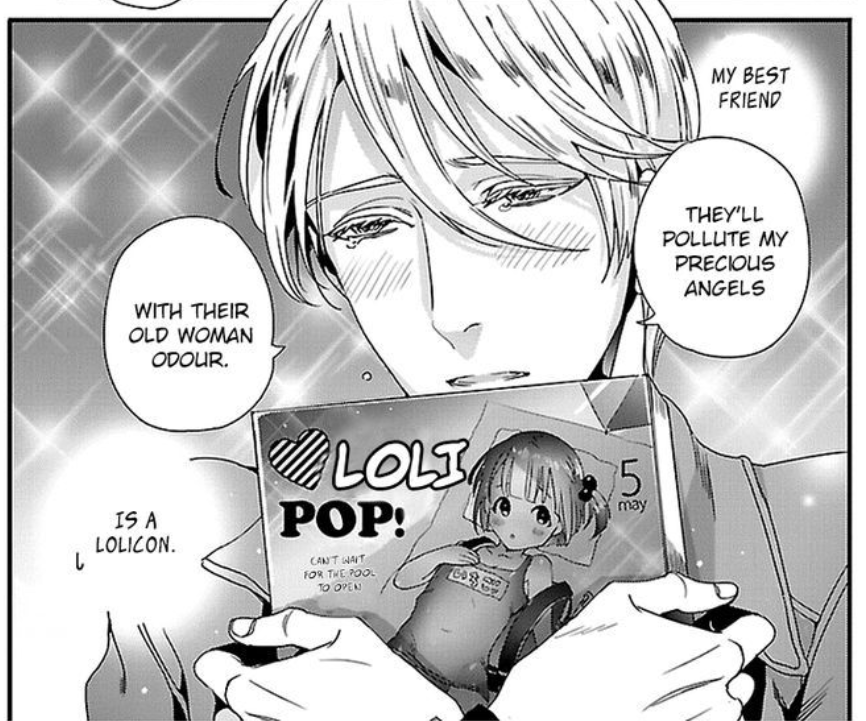 MY BEST
FRIEND
THEY'LL
POLLUTE MY
PRECIOUS
ANGELS
WITH THEIR
OLD WOMAN
ODOUR.
LOLI
POP!
5
may
CAN'T WAIT
FOR THE POOL
TO OPEN
IS A
LOLICON.